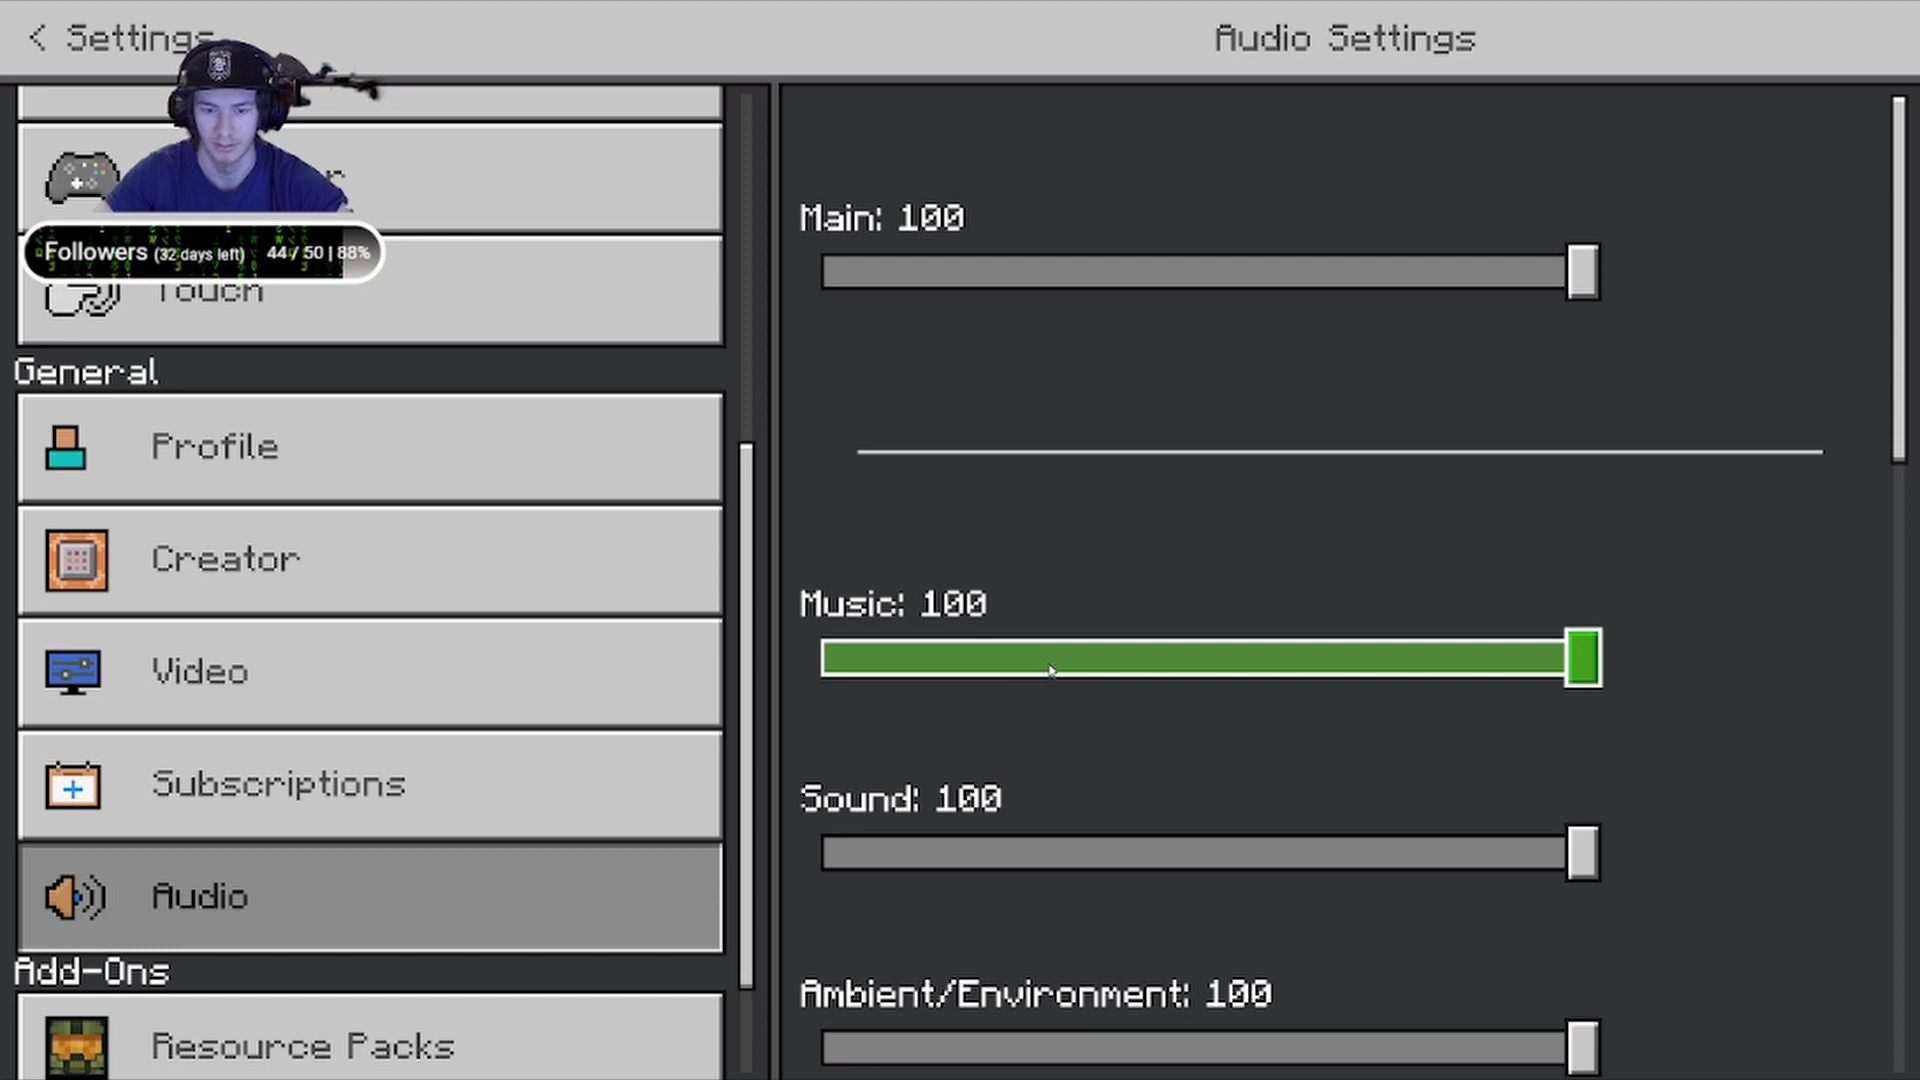 < Settings
Audio Settings
Followers (32 days left) 44 / 50 | 88%
Touch
General
Profile
Creator
Video
Subscriptions
Audio
Add-Ons
Resource Packs
Main: 100
Music: 100
Sound: 100
Ambient/Environment: 100